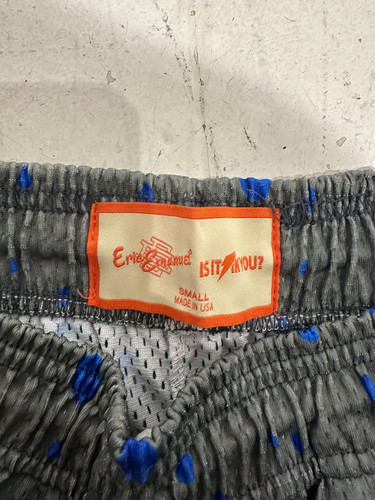 Eric Emanuel IS IT IN YOU?
SMALL
MADE IN USA